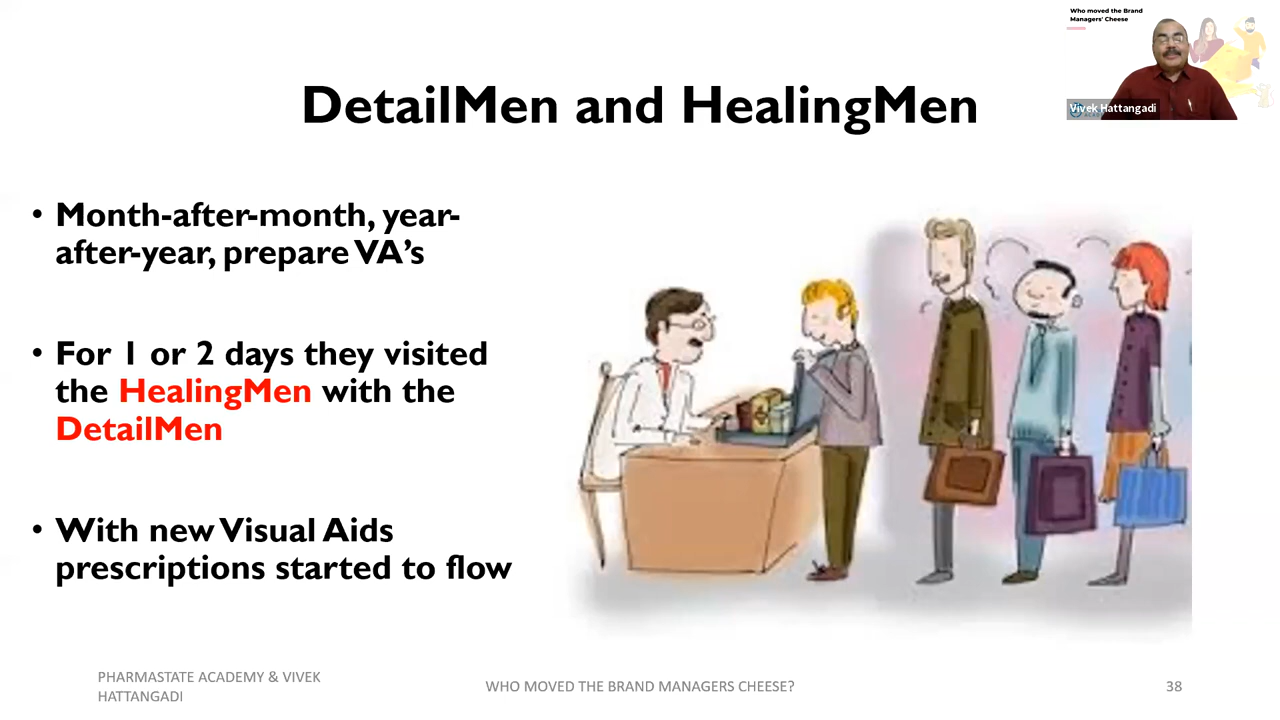 Who moved the Brand
Managers' Cheese
Vivek Hattangadi
DetailMen and HealingMen
• Month-after-month, year-
after-year, prepare VA's
• For 1 or 2 days they visited
the HealingMen with the
DetailMen
• With new Visual Aids
prescriptions started to flow
PHARMASTATE ACADEMY & VIVEK
HATTANGADI
WHO MOVED THE BRAND MANAGERS CHEESE?
38